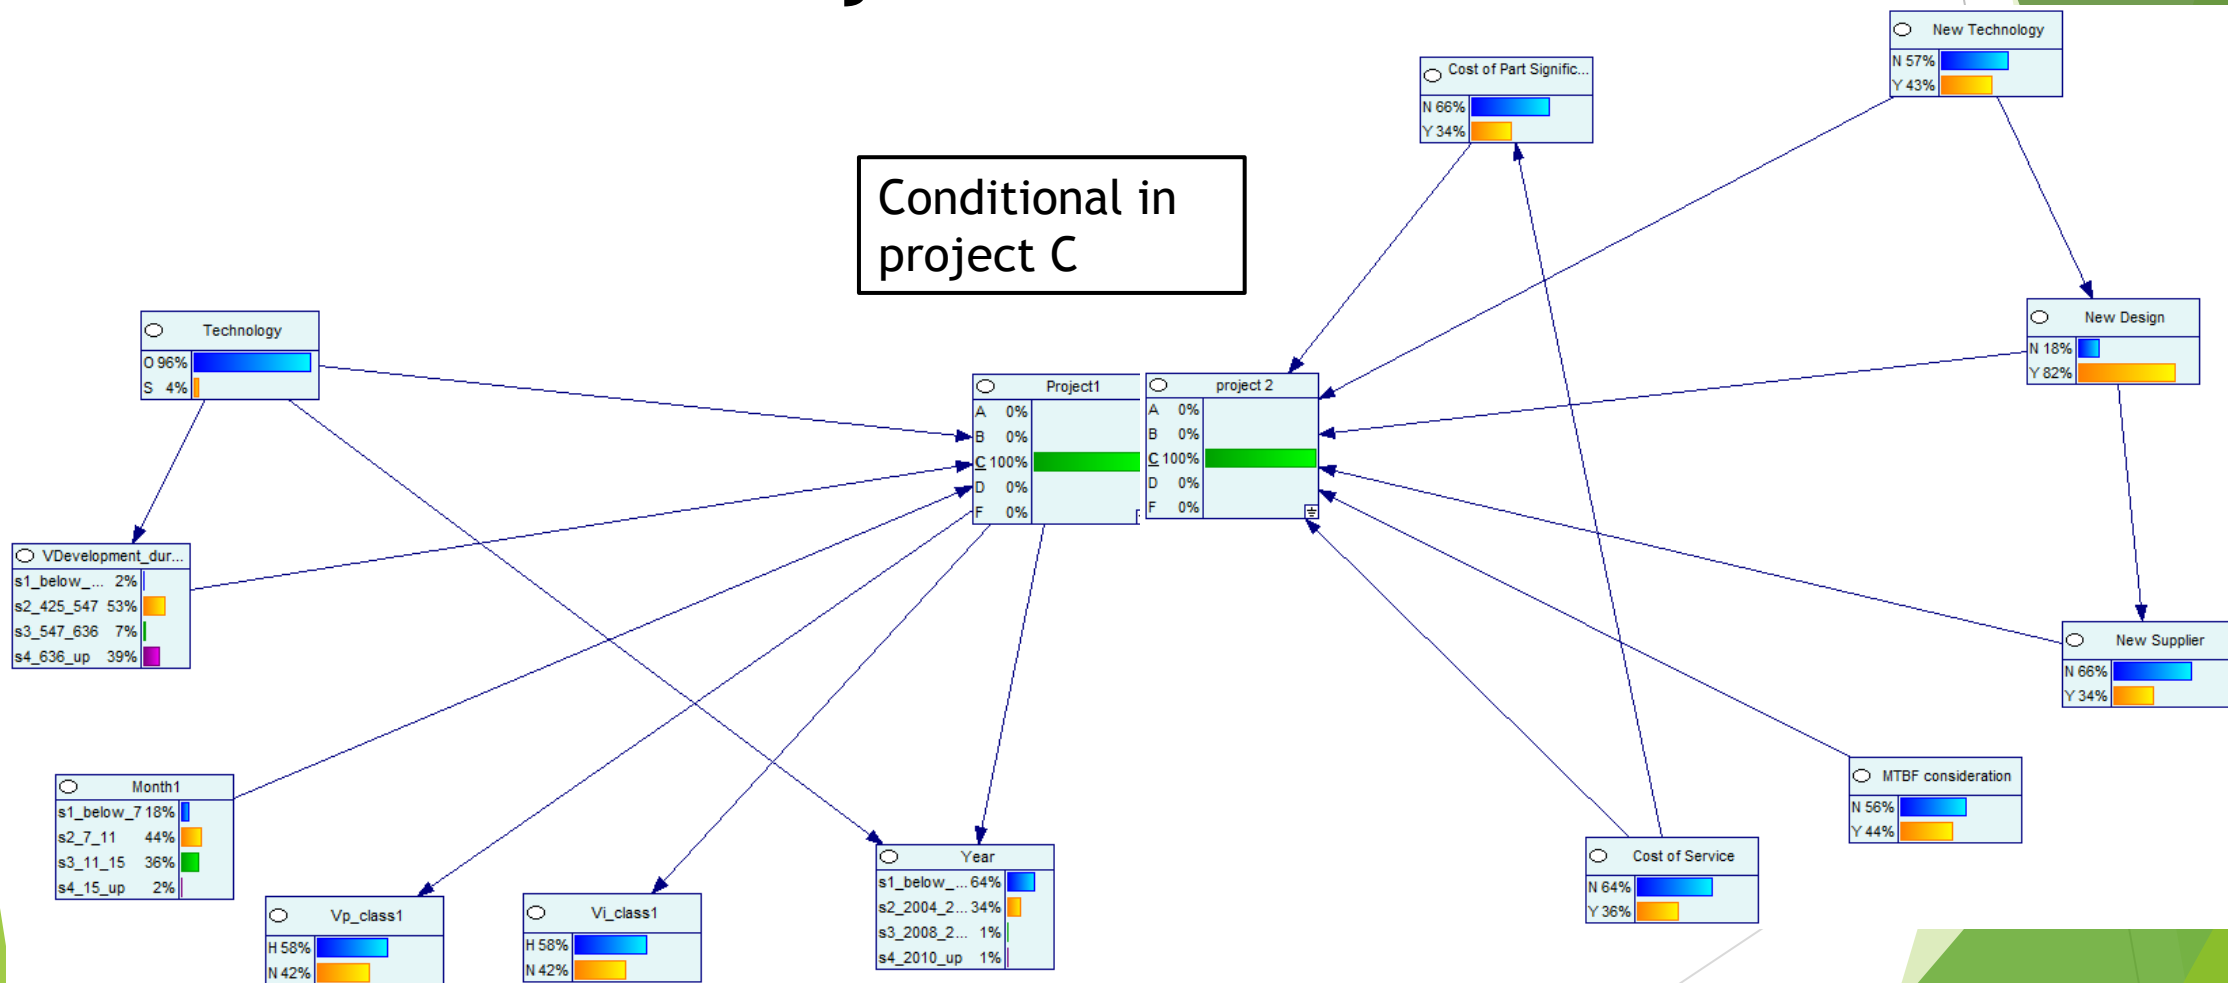 New Technology
N 57%
Y 43%
Cost of Part Signific...
N 66%
Y 34%
Conditional in
project C
Technology
O 96%
S 4%
New Design
N 18%
Y 82%
Project1
A 0%
B 0%
C 100%
D 0%
F 0%
project 2
A 0%
B 0%
C 100%
D 0%
F 0%
VDevelopment_dur...
s1_below_... 2%
s2_425_547 53%
s3_547_636 7%
s4_636_up 39%
New Supplier
N 66%
Y 34%
Month1
s1_below_7 18%
s2_7_11 44%
s3_11_15 36%
s4_15_up 2%
MTBF consideration
N 56%
Y 44%
Year
s1_below_... 64%
s2_2004_2... 34%
s3_2008_2... 1%
s4_2010_up 1%
Cost of Service
N 64%
Y 36%
Vp_class1
H 58%
N 42%
Vi_class1
H 58%
N 42%